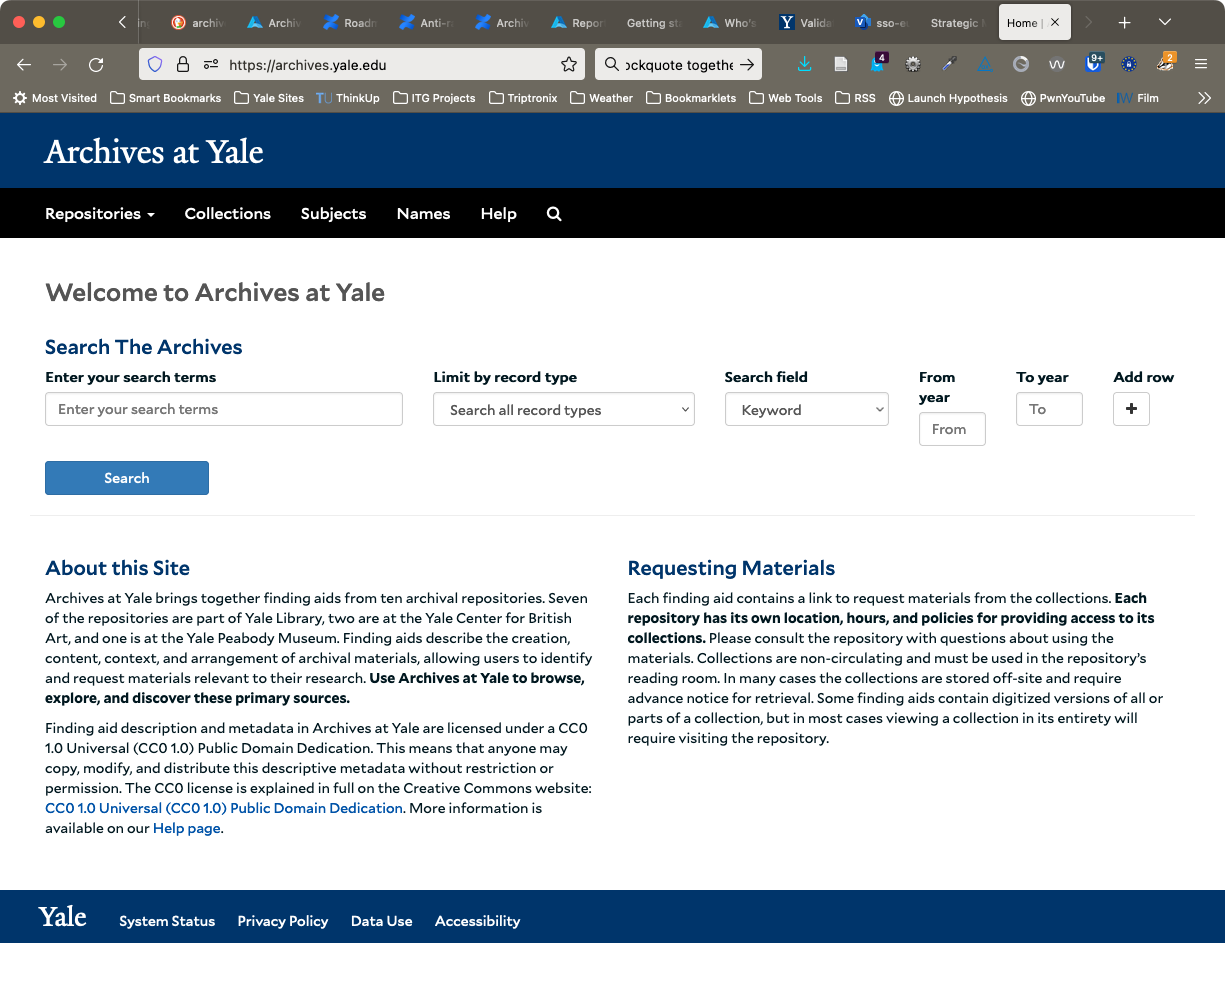 archiv
Archiv
Roadm
Anti-ra
Archiv
Repor
Getting sta
Who's
Valida
sso-e
Strategic
Home |
https://archives.yale.edu
ockquote togethe
4
9+
2
Most Visited
Smart Bookmarks
Yale Sites
TU ThinkUp
ITG Projects
Triptronix
Weather
Bookmarklets
Web Tools
RSS
Launch Hypothesis
PwnYouTube
IW Film
Archives at Yale
Repositories
Collections
Subjects
Names
Help
Welcome to Archives at Yale
Search The Archives
Enter your search terms
Enter your search terms
Limit by record type
Search all record types
Search field
Keyword
From
year
From
To year
To
Add row
+
Search
About this Site
Archives at Yale brings together finding aids from ten archival repositories. Seven
of the repositories are part of Yale Library, two are at the Yale Center for British
Art, and one is at the Yale Peabody Museum. Finding aids describe the creation,
content, context, and arrangement of archival materials, allowing users to identify
and request materials relevant to their research. Use Archives at Yale to browse,
explore, and discover these primary sources.
Finding aid description and metadata in Archives at Yale are licensed under a CC0
1.0 Universal (CC0 1.0) Public Domain Dedication. This means that anyone may
copy, modify, and distribute this descriptive metadata without restriction or
permission. The CC0 license is explained in full on the Creative Commons website:
CC0 1.0 Universal (CC0 1.0) Public Domain Dedication. More information is
available on our Help page.
Requesting Materials
Each finding aid contains a link to request materials from the collections. Each
repository has its own location, hours, and policies for providing access to its
collections. Please consult the repository with questions about using the
materials. Collections are non-circulating and must be used in the repository's
reading room. In many cases the collections are stored off-site and require
advance notice for retrieval. Some finding aids contain digitized versions of all or
parts of a collection, but in most cases viewing a collection in its entirety will
require visiting the repository.
Yale
System Status
Privacy Policy
Data Use
Accessibility